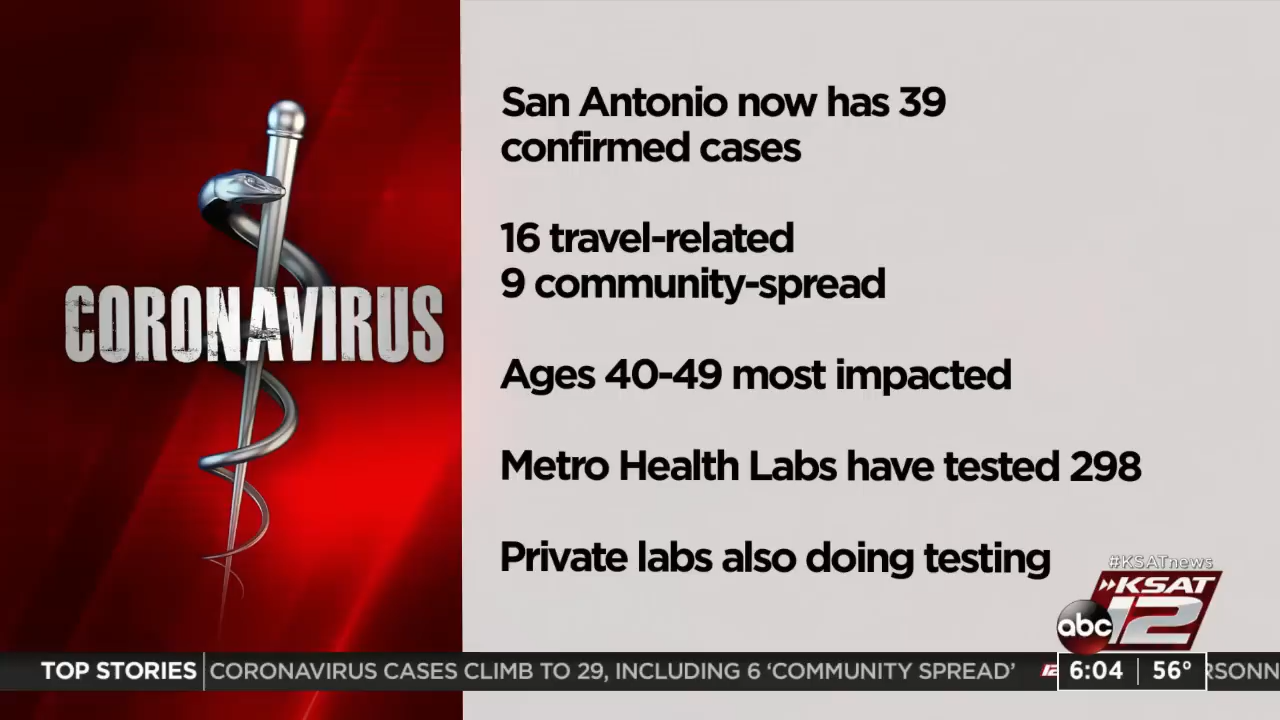 San Antonio now has 39
confirmed cases
16 travel-related
9 community-spread
Ages 40-49 most impacted
Metro Health Labs have tested 298
Private labs also doing testing
CORONAVIRUS
#KSATnews
KSAT
abc 12
TOP STORIES CORONAVIRUS CASES CLIMB TO 29, INCLUDING 6 ‘COMMUNITY SPREAD’ 12 6:04 56°